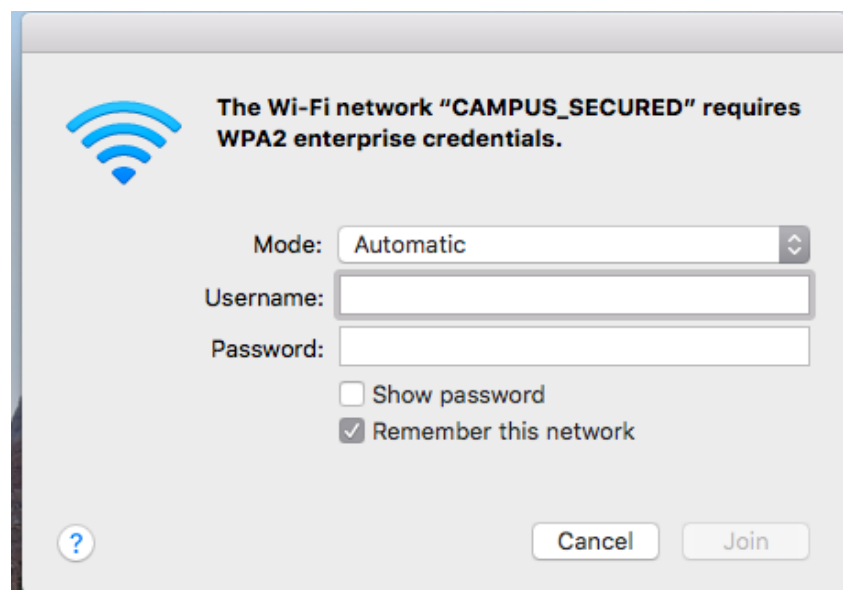 The Wi-Fi network “CAMPUS_SECURED” requires
WPA2 enterprise credentials.
Mode: Automatic
Username:
Password:
Show password
Remember this network
? Cancel Join